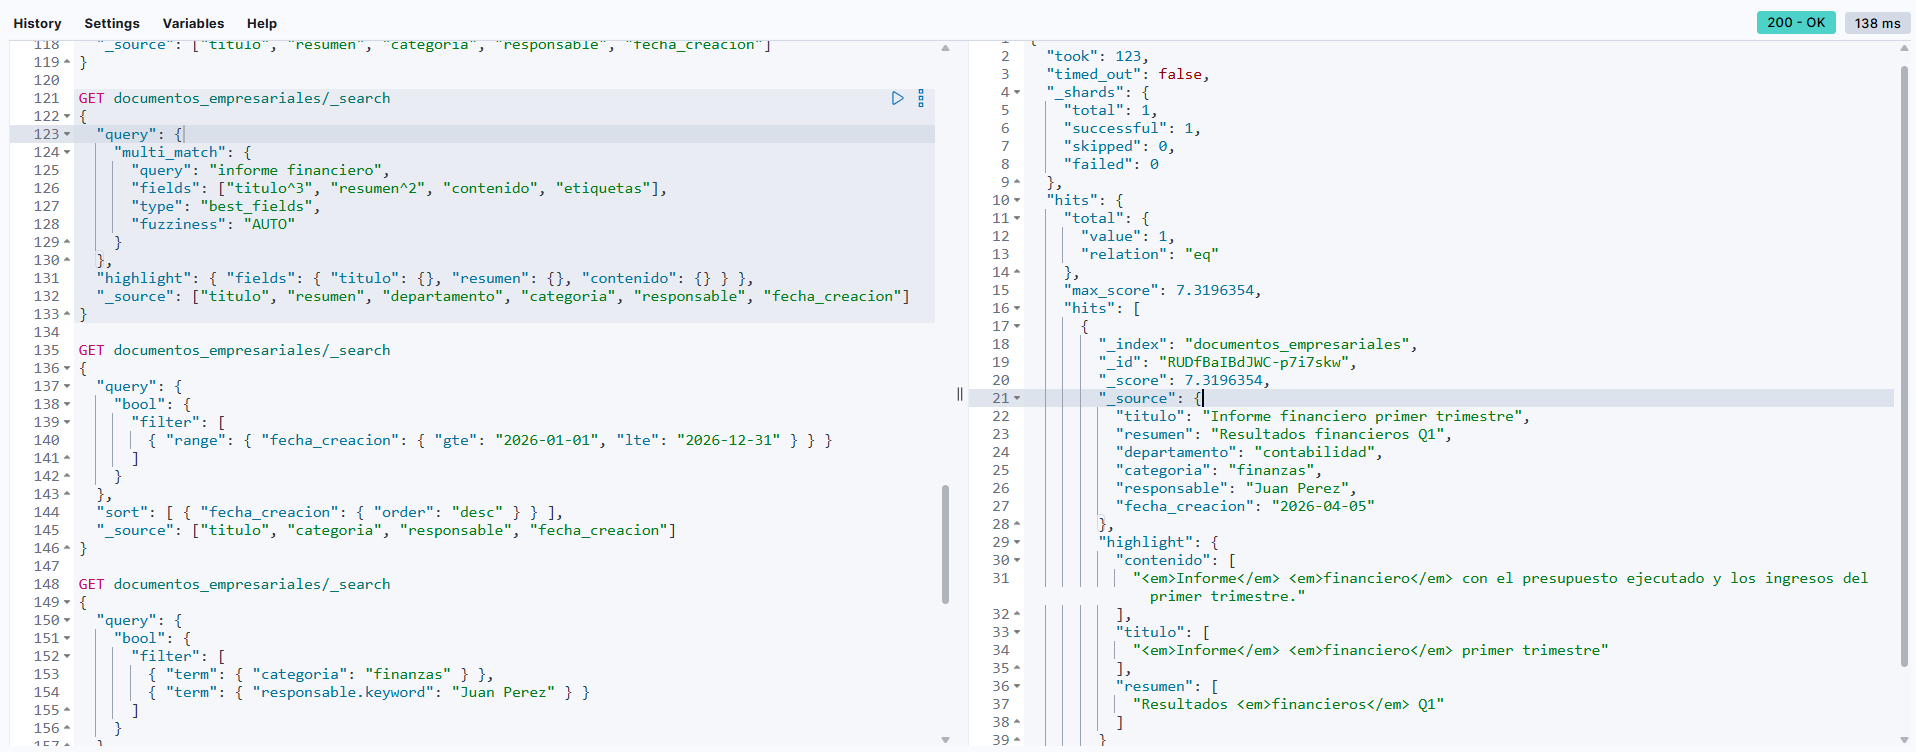 History Settings Variables Help
200 - OK 138 ms
118 "_source": ["titulo", "resumen", "categoria", "responsable", "fecha_creacion"]
119 }
120
121 GET documentos_empresariales/_search
122 {
123 "query": {
124 "multi_match": {
125 "query": "informe financiero",
126 "fields": ["titulo^3", "resumen^2", "contenido", "etiquetas"],
127 "type": "best_fields",
128 "fuzziness": "AUTO"
129 }
130 },
131 "highlight": { "fields": { "titulo": {}, "resumen": {}, "contenido": {} } },
132 "_source": ["titulo", "resumen", "departamento", "categoria", "responsable", "fecha_creacion"]
133 }
134
135 GET documentos_empresariales/_search
136 {
137 "query": {
138 "bool": {
139 "filter": [
140 { "range": { "fecha_creacion": { "gte": "2026-01-01", "lte": "2026-12-31" } } }
141 ]
142 }
143 },
144 "sort": [ { "fecha_creacion": { "order": "desc" } } ],
145 "_source": ["titulo", "categoria", "responsable", "fecha_creacion"]
146 }
147
148 GET documentos_empresariales/_search
149 {
150 "query": {
151 "bool": {
152 "filter": [
153 { "term": { "categoria": "finanzas" } },
154 { "term": { "responsable.keyword": "Juan Perez" } }
155 ]
156 }
157 }
1 {
2 "took": 123,
3 "timed_out": false,
4 "_shards": {
5 "total": 1,
6 "successful": 1,
7 "skipped": 0,
8 "failed": 0
9 },
10 "hits": {
11 "total": {
12 "value": 1,
13 "relation": "eq"
14 },
15 "max_score": 7.3196354,
16 "hits": [
17 {
18 "_index": "documentos_empresariales",
19 "_id": "RUDfBaIBdJWC-p7i7skw",
20 "_score": 7.3196354,
21 "_source": {
22 "titulo": "Informe financiero primer trimestre",
23 "resumen": "Resultados financieros Q1",
24 "departamento": "contabilidad",
25 "categoria": "finanzas",
26 "responsable": "Juan Perez",
27 "fecha_creacion": "2026-04-05"
28 },
29 "highlight": {
30 "contenido": [
31 "<em>Informe</em> <em>financiero</em> con el presupuesto ejecutado y los ingresos del
primer trimestre."
32 ],
33 "titulo": [
34 "<em>Informe</em> <em>financiero</em> primer trimestre"
35 ],
36 "resumen": [
37 "Resultados <em>financieros</em> Q1"
38 ]
39 }